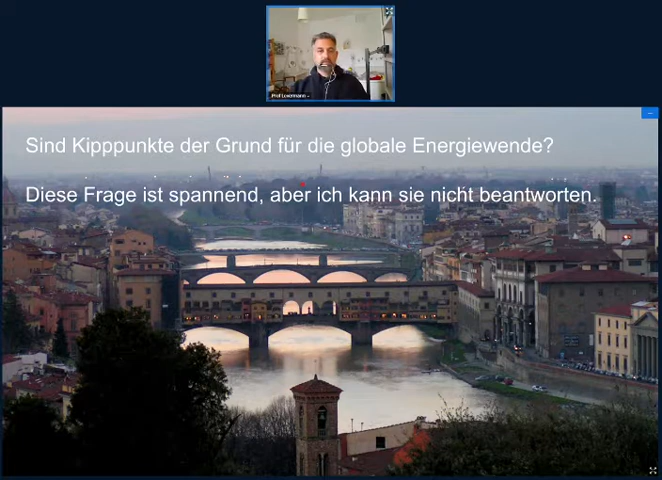 Sind Kipppunkte der Grund für die globale Energiewende?
Diese Frage ist spannend, aber ich kann sie nicht beantworten.